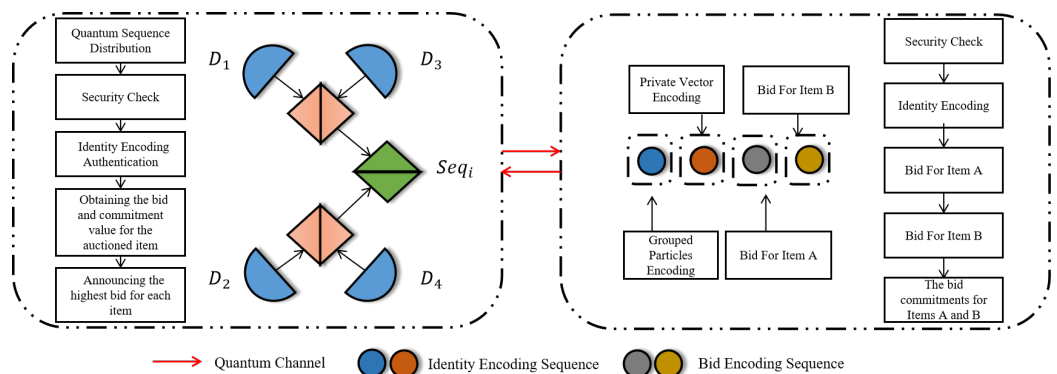 Quantum Sequence
Distribution
Security Check
Identity Encoding
Authentication
Obtaining the bid
and commitment
value for the
auctioned item
Announcing the
highest bid for each
item
D1
D3
Seqi
D2
D4
Private Vector
Encoding
Bid For Item B
Grouped
Particles
Encoding
Bid For Item A
Security Check
Identity Encoding
Bid For Item A
Bid For Item B
The bid
commitments for
Items A and B
Quantum Channel
Identity Encoding Sequence
Bid Encoding Sequence